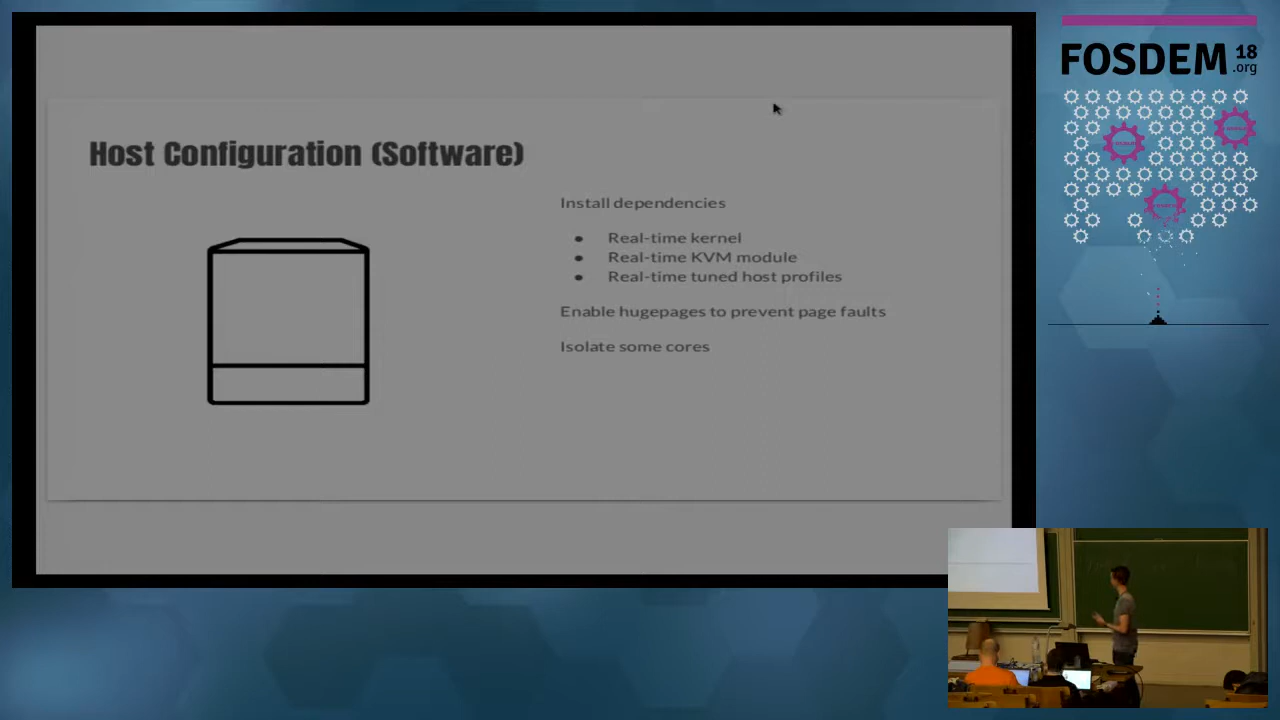 Host Configuration (Software)
Install dependencies
● Real-time kernel
● Real-time KVM module
● Real-time tuned host profiles
Enable hugepages to prevent page faults
Isolate some cores
FOSDEM 18
.org